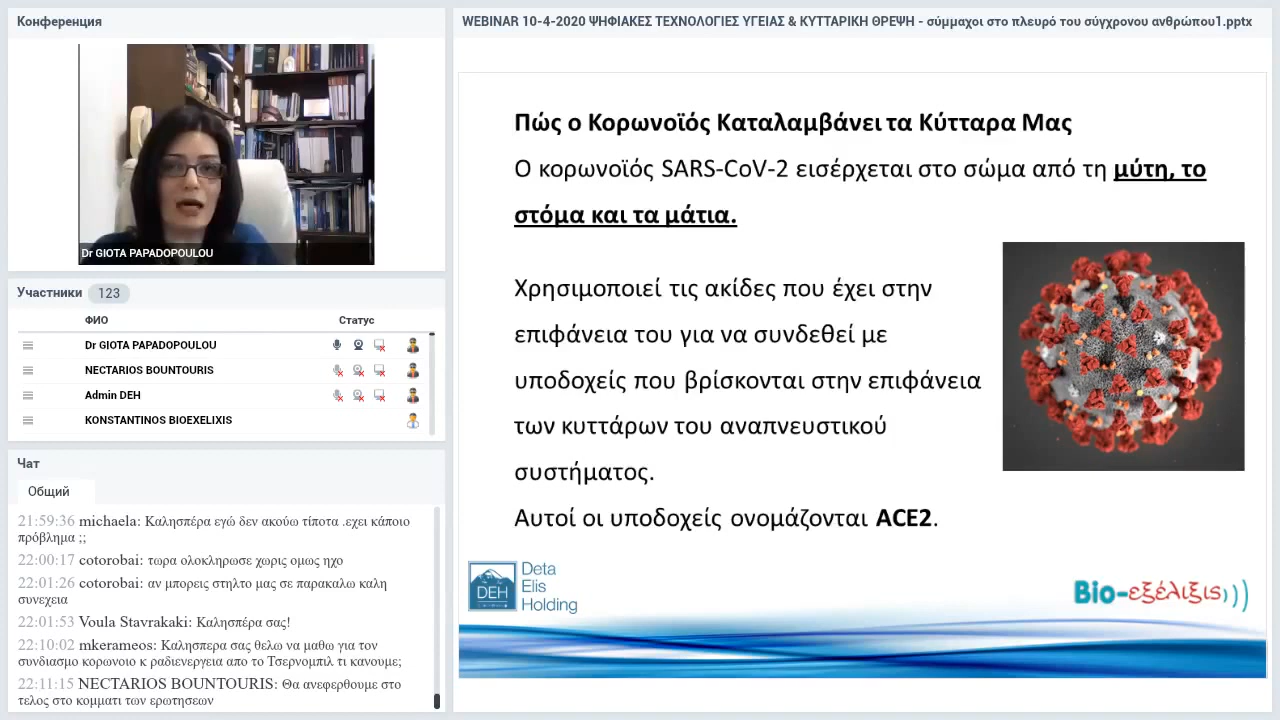 Конференция
Dr GIOTA PAPADOPOULOU
Участники 123
ФИО Статус
Dr GIOTA PAPADOPOULOU
NECTARIOS BOUNTOURIS
Admin DEH
KONSTANTINOS BIOEXELIXIS
Чат
Общий
21:59:36 michaela: Καλησπέρα εγώ δεν ακούω τίποτα .εχει κάποιο
πρόβλημα ;;
22:00:17 cotorobai: τωρα ολοκληρωσε χωρις ομως ηχο
22:01:26 cotorobai: αν μπορεις στηλτο μας σε παρακαλω καλη
συνεχεια
22:01:53 Voula Stavrakaki: Καλησπέρα σας!
22:10:02 mkerameos: Καλησπερα σας θελω να μαθω για τον
συνδιασμο κορωνοιο κ ραδιενεργεια απο το Τσερνομπιλ τι κανουμε;
22:11:15 NECTARIOS BOUNTOURIS: Θα ανεφερθουμε στο
τελος στο κομματι των ερωτησεων
WEBINAR 10-4-2020 ΨΗΦΙΑΚΕΣ ΤΕΧΝΟΛΟΓΙΕΣ ΥΓΕΙΑΣ & ΚΥΤΤΑΡΙΚΗ ΘΡΕΨΗ - σύμμαχοι στο πλευρό του σύγχρονου ανθρώπου1.pptx
Πώς ο Κορωνοϊός Καταλαμβάνει τα Κύτταρα Μας
Ο κορωνοϊός SARS-CoV-2 εισέρχεται στο σώμα από τη μύτη, το
στόμα και τα μάτια.
Χρησιμοποιεί τις ακίδες που έχει στην
επιφάνεια του για να συνδεθεί με
υποδοχείς που βρίσκονται στην επιφάνεια
των κυττάρων του αναπνευστικού
συστήματος.
Αυτοί οι υποδοχείς ονομάζονται ACE2.
DEH
Deta
Elis
Holding
Bio-εξέλιξις